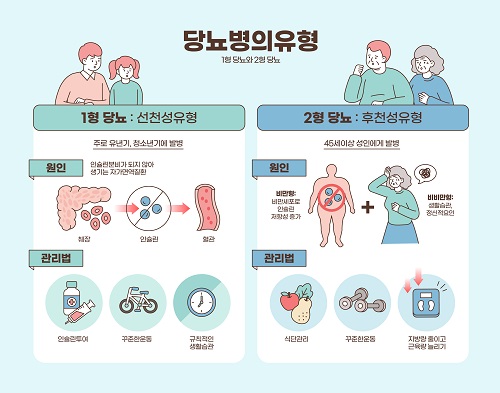 당뇨병의유형
1형 당뇨와 2형 당뇨
1형 당뇨 : 선천성유형
주로 유년기, 청소년기에 발병
원인
인슐린분비가 되지 않아
생기는 자가면역질환
췌장
인슐린
혈관
관리법
인슐린투여
꾸준한운동
규칙적인
생활습관
2형 당뇨 : 후천성유형
45세이상 성인에게 발병
원인
비만형:
비만세포로
인슐린
저항성 증가
비비만형:
생활습관,
정신적요인
관리법
식단관리
꾸준한운동
지방량 줄이고
근육량 늘리기